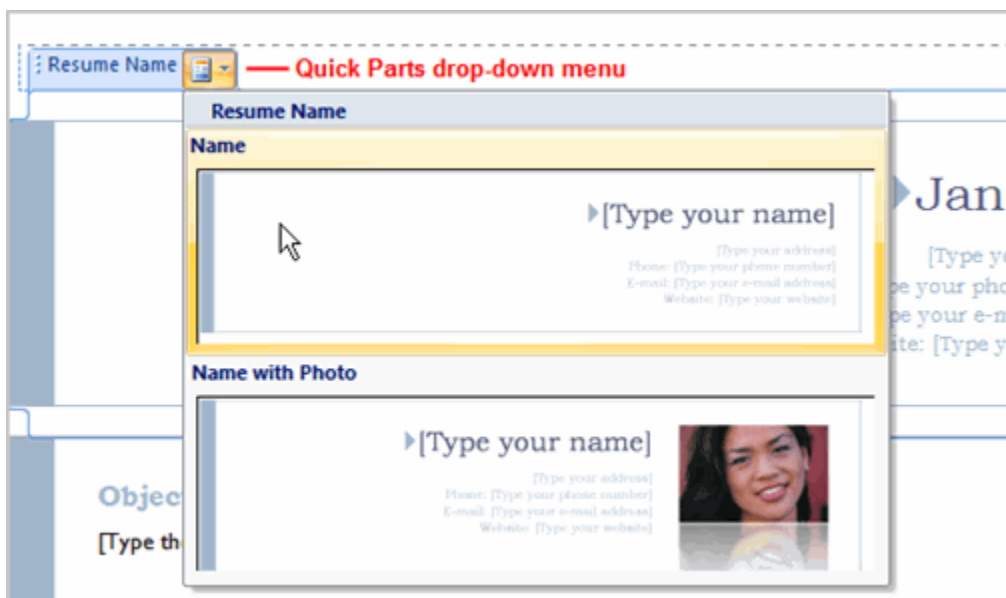 Resume Name
Quick Parts drop-down menu
Resume Name
Name
[Type your name]
[Type your address]
Phone: [Type your phone number]
E-mail: [Type your e-mail address]
Website: [Type your website]
Jan
[Type yo
pe your pho
pe your e-m
ite: [Type y
Name with Photo
[Type your name]
[Type your address]
Phone: [Type your phone number]
E-mail: [Type your e-mail address]
Website: [Type your website]
Objec
[Type th